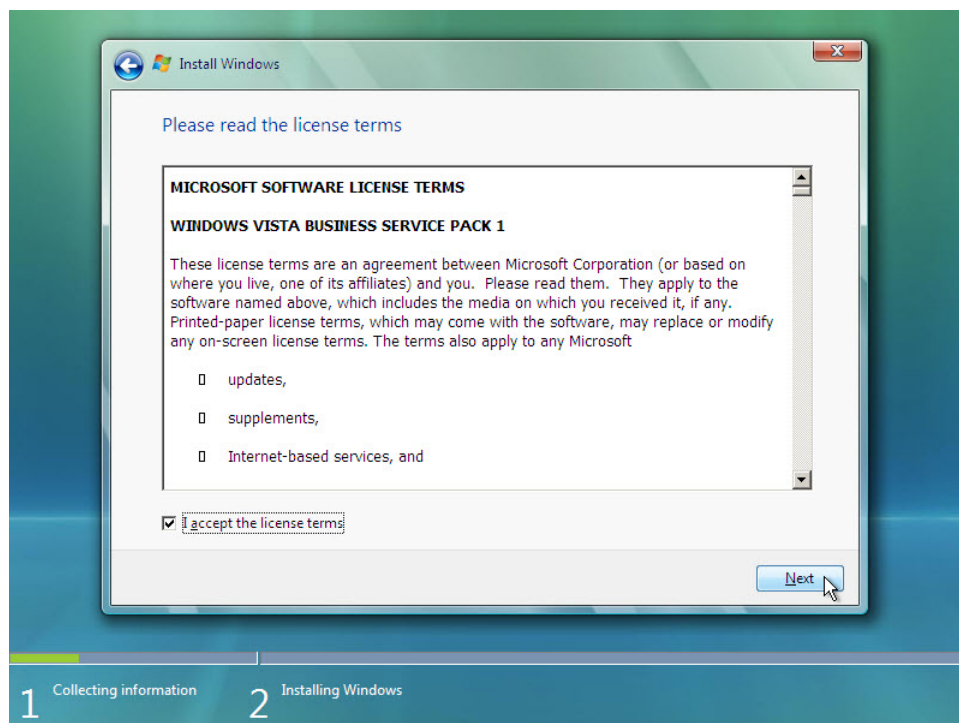 Install Windows
Please read the license terms
MICROSOFT SOFTWARE LICENSE TERMS
WINDOWS VISTA BUSINESS SERVICE PACK 1
These license terms are an agreement between Microsoft Corporation (or based on
where you live, one of its affiliates) and you.  Please read them.  They apply to the
software named above, which includes the media on which you received it, if any.
Printed-paper license terms, which may come with the software, may replace or modify
any on-screen license terms. The terms also apply to any Microsoft
updates,
supplements,
Internet-based services, and
I accept the license terms
Next
1 Collecting information
2 Installing Windows